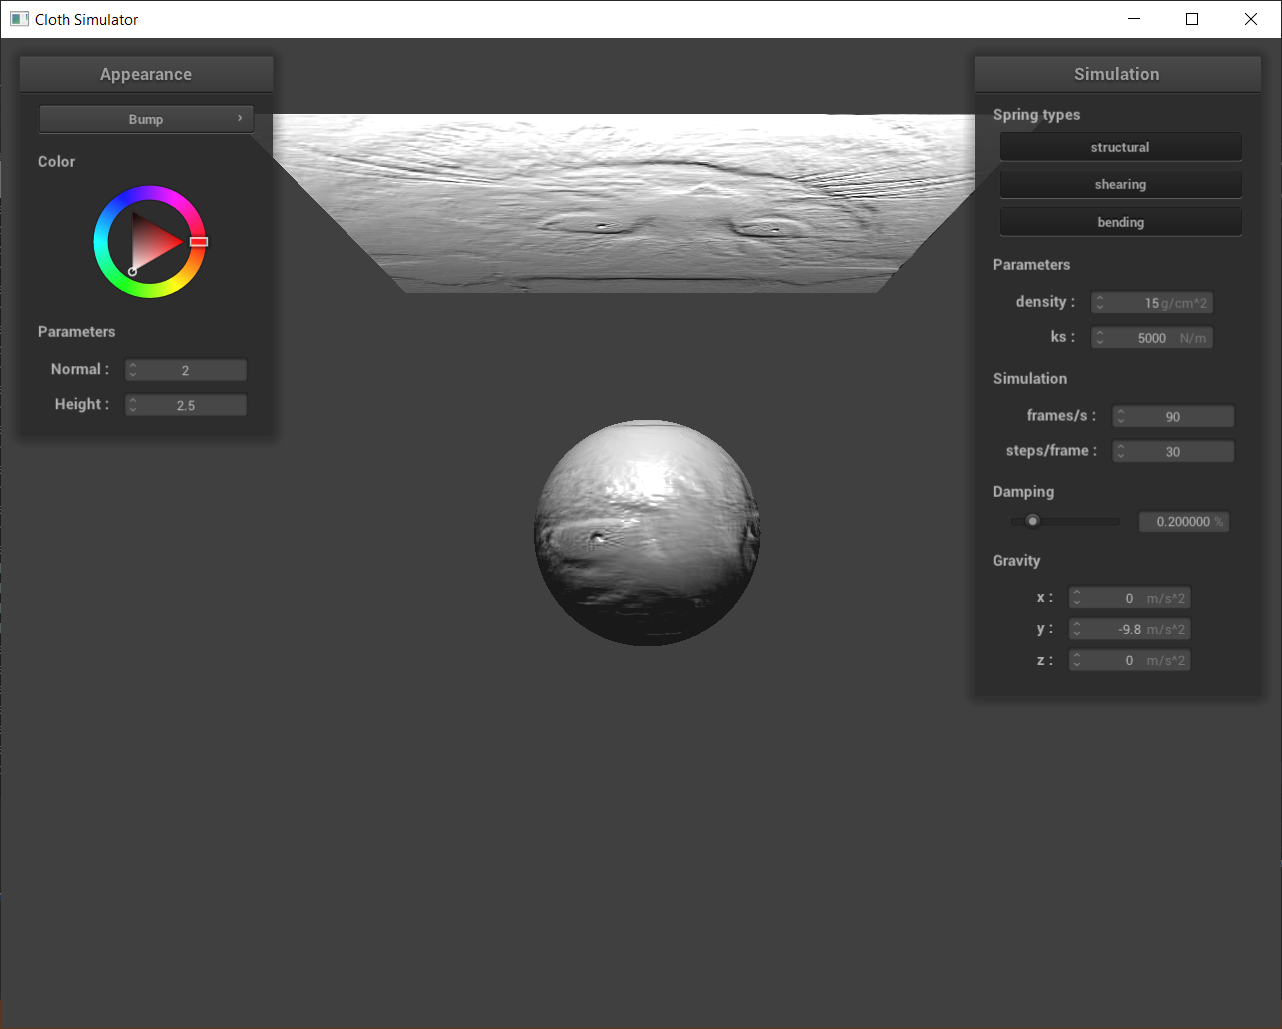 Cloth Simulator
Appearance
Bump
Color
Parameters
Normal : 2
Height : 2.5
Simulation
Spring types
structural
shearing
bending
Parameters
density : 15 g/cm^2
ks : 5000 N/m
Simulation
frames/s : 90
steps/frame : 30
Damping
0.200000 %
Gravity
x : 0 m/s^2
y : -9.8 m/s^2
z : 0 m/s^2